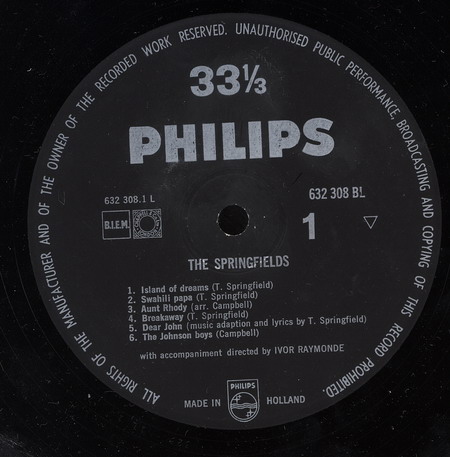 ALL RIGHTS OF THE MANUFACTURER AND OF THE OWNER OF THE RECORDED WORK RESERVED. UNAUTHORISED PUBLIC PERFORMANCE, BROADCASTING AND COPYING OF THIS RECORD PROHIBITED.
33⅓
PHILIPS
632 308.1 L
632 308 BL
B.I.E.M.
1
THE SPRINGFIELDS
1. Island of dreams (T. Springfield)
2. Swahili papa (T. Springfield)
3. Aunt Rhody (arr. Campbell)
4. Breakaway (T. Springfield)
5. Dear John (music adaption and lyrics by T. Springfield)
6. The Johnson boys (Campbell)
with accompaniment directed by IVOR RAYMONDE
PHILIPS
MADE IN HOLLAND